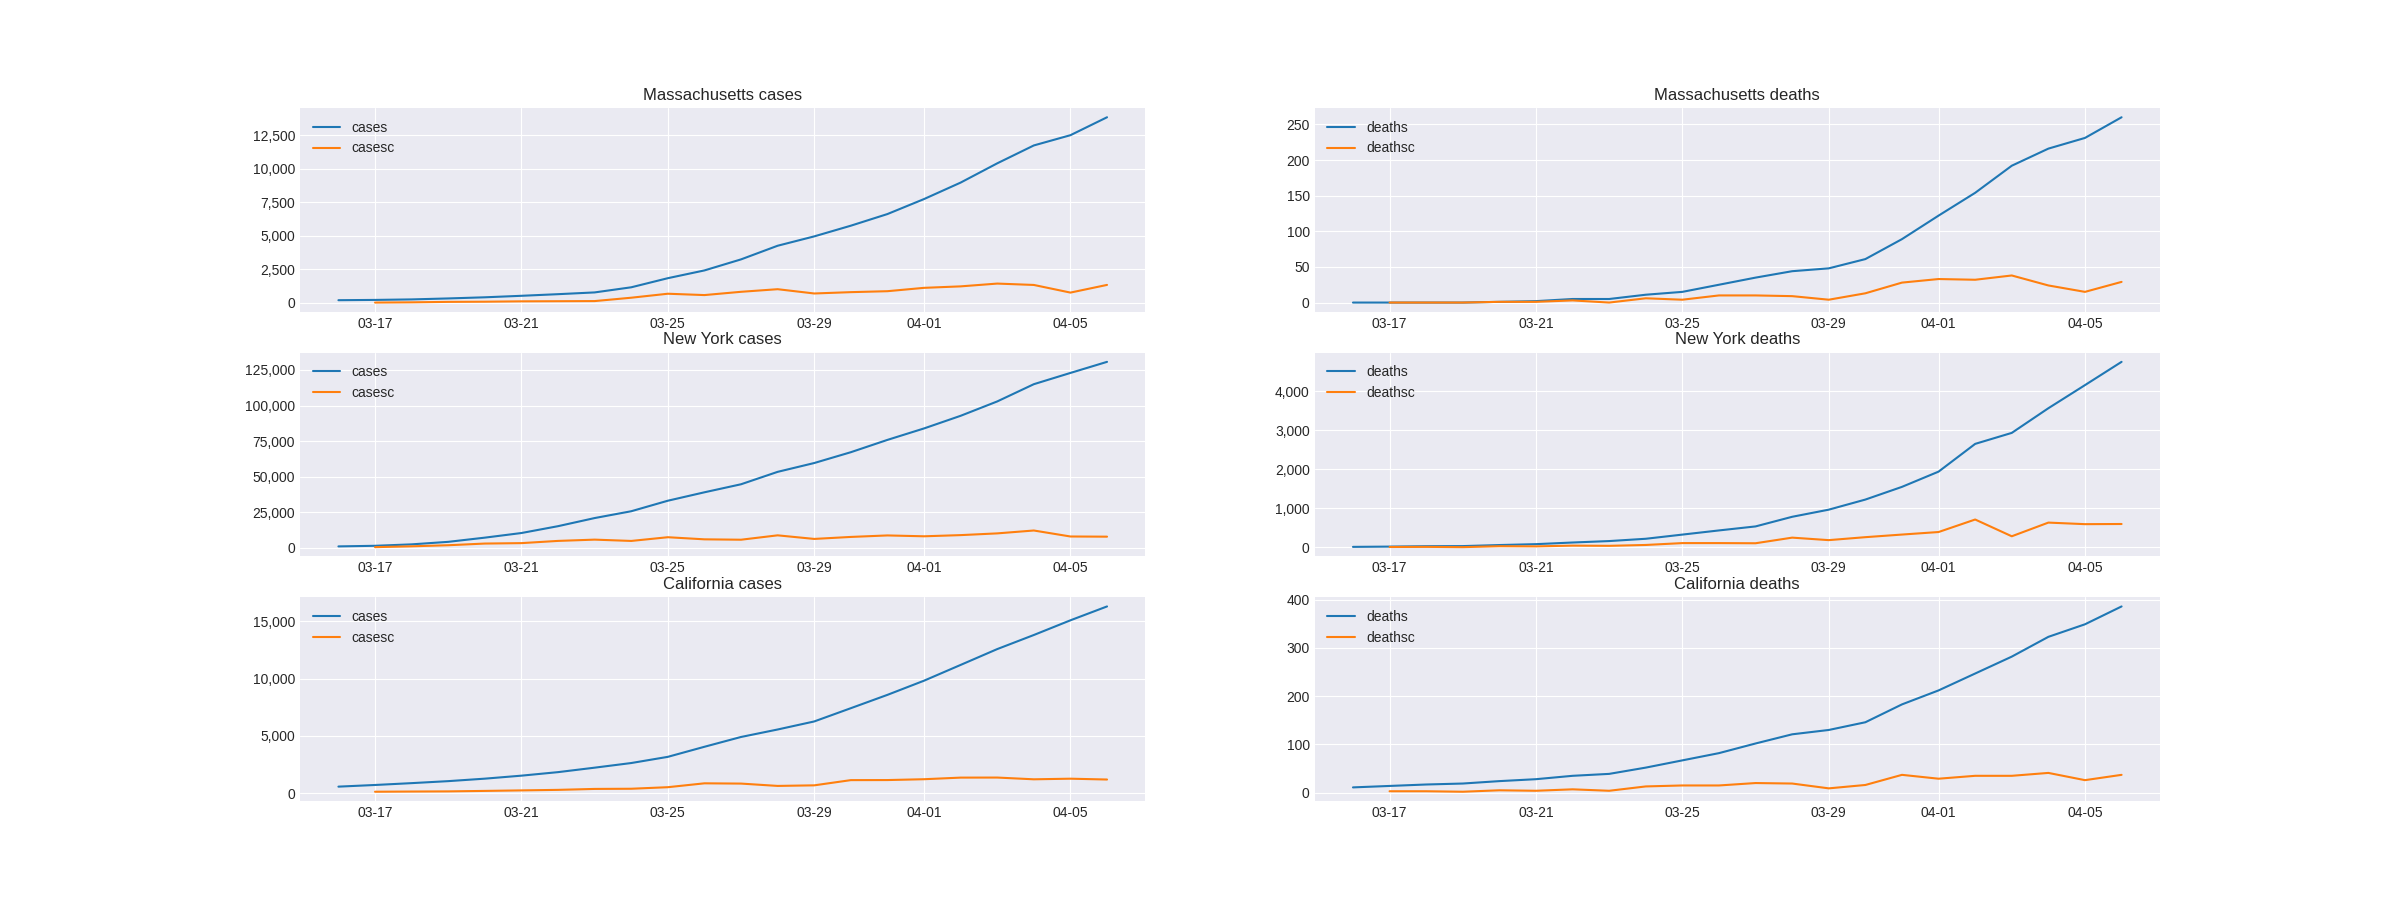 Massachusetts cases
cases
casesc
12,500
10,000
7,500
5,000
2,500
0
03-17 03-21 03-25 03-29 04-01 04-05
Massachusetts deaths
deaths
deathsc
250
200
150
100
50
0
03-17 03-21 03-25 03-29 04-01 04-05
New York cases
cases
casesc
125,000
100,000
75,000
50,000
25,000
0
03-17 03-21 03-25 03-29 04-01 04-05
New York deaths
deaths
deathsc
4,000
3,000
2,000
1,000
0
03-17 03-21 03-25 03-29 04-01 04-05
California cases
cases
casesc
15,000
10,000
5,000
0
03-17 03-21 03-25 03-29 04-01 04-05
California deaths
deaths
deathsc
400
300
200
100
0
03-17 03-21 03-25 03-29 04-01 04-05